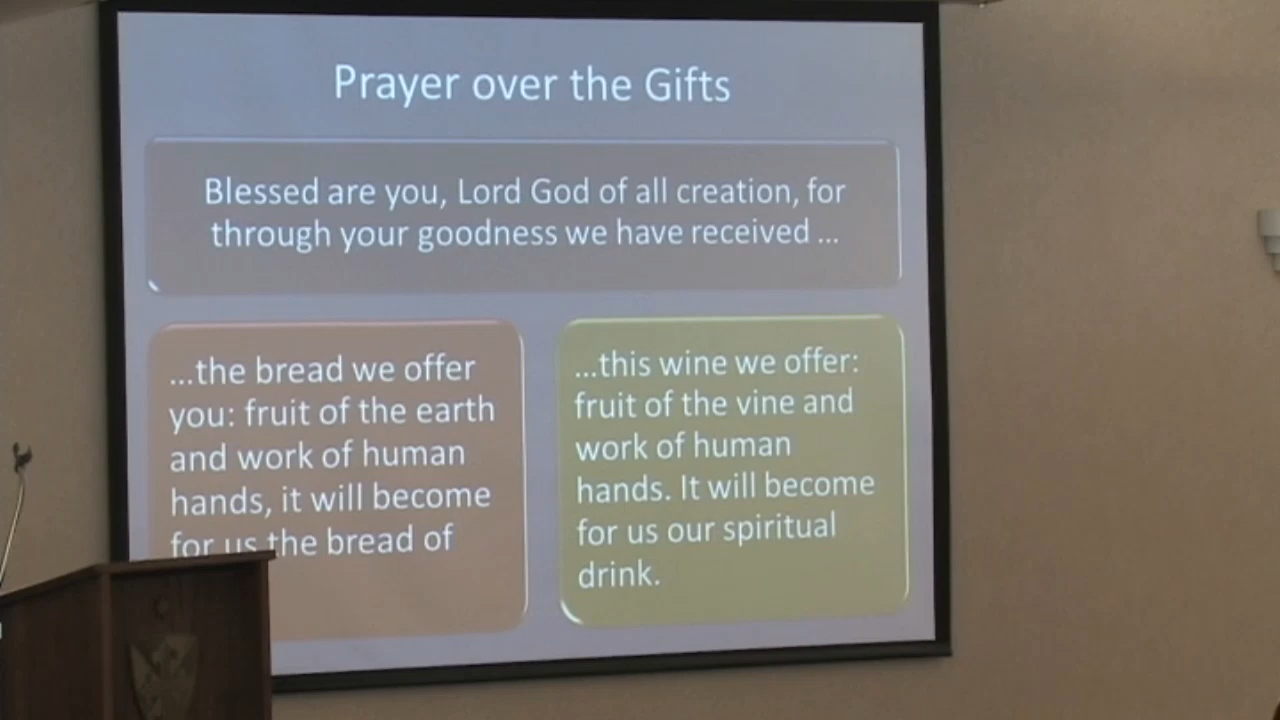 Prayer over the Gifts
Blessed are you, Lord God of all creation, for
through your goodness we have received ...
...the bread we offer
you: fruit of the earth
and work of human
hands, it will become
for us the bread of
...this wine we offer:
fruit of the vine and
work of human
hands. It will become
for us our spiritual
drink.